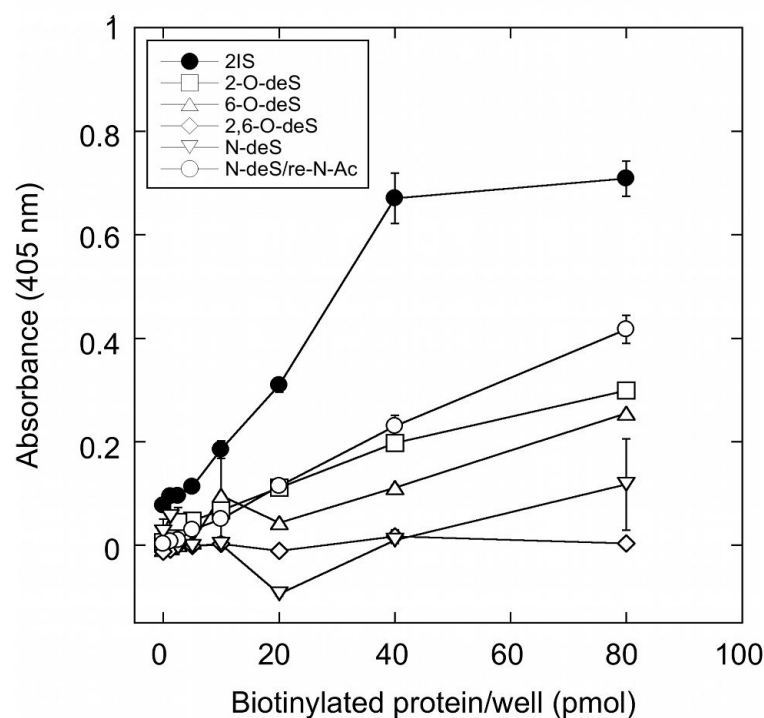 1
0.8
0.6
0.4
0.2
0
2IS
2-O-deS
6-O-deS
2,6-O-deS
N-deS
N-deS/re-N-Ac
Absorbance (405 nm)
0 20 40 60 80 100
Biotinylated protein/well (pmol)